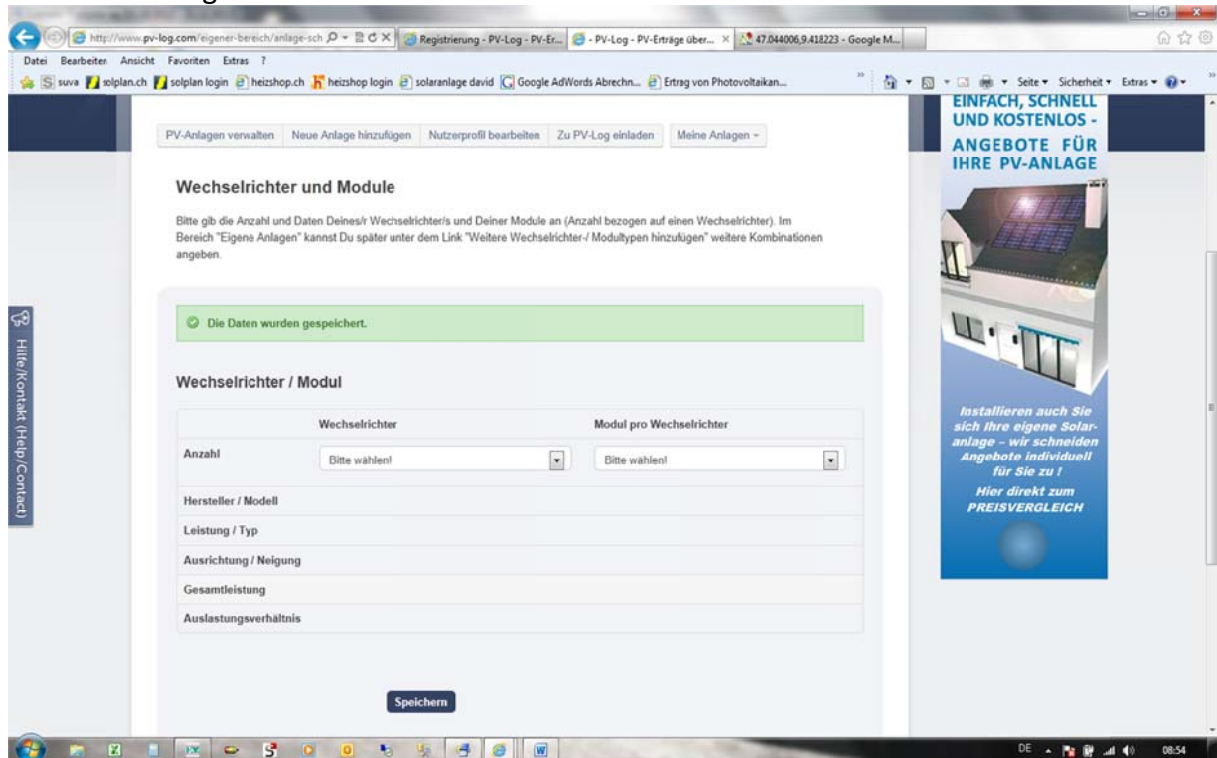 http://www.pv-log.com/eigener-bereich/anlage-sch
Registrierung - PV-Log - PV-Er...
- PV-Log - PV-Erträge über...
47.044006,9.418223 - Google M...
Datei Bearbeiten Ansicht Favoriten Extras ?
suva solplan.ch solplan login heizshop.ch heizshop login solaranlage david Google AdWords Abrechn... Ertrag von Photovoltaikan...
Seite Sicherheit Extras
PV-Anlagen verwalten Neue Anlage hinzufügen Nutzerprofil bearbeiten Zu PV-Log einladen Meine Anlagen
Wechselrichter und Module
Bitte gib die Anzahl und Daten Deines/r Wechselrichter/s und Deiner Module an (Anzahl bezogen auf einen Wechselrichter). Im
Bereich "Eigene Anlagen" kannst Du später unter dem Link "Weitere Wechselrichter-/ Modultypen hinzufügen" weitere Kombinationen
angeben.
Die Daten wurden gespeichert.
Wechselrichter / Modul
Wechselrichter Modul pro Wechselrichter
Anzahl Bitte wählen! Bitte wählen!
Hersteller / Modell
Leistung / Typ
Ausrichtung / Neigung
Gesamtleistung
Auslastungsverhältnis
Speichern
Hilfe/Kontakt (Help/Contact)
EINFACH, SCHNELL
UND KOSTENLOS -
ANGEBOTE FÜR
IHRE PV-ANLAGE
Installieren auch Sie
sich Ihre eigene Solar-
anlage – wir schneiden
Angebote individuell
für Sie zu !
Hier direkt zum
PREISVERGLEICH
DE 08:54